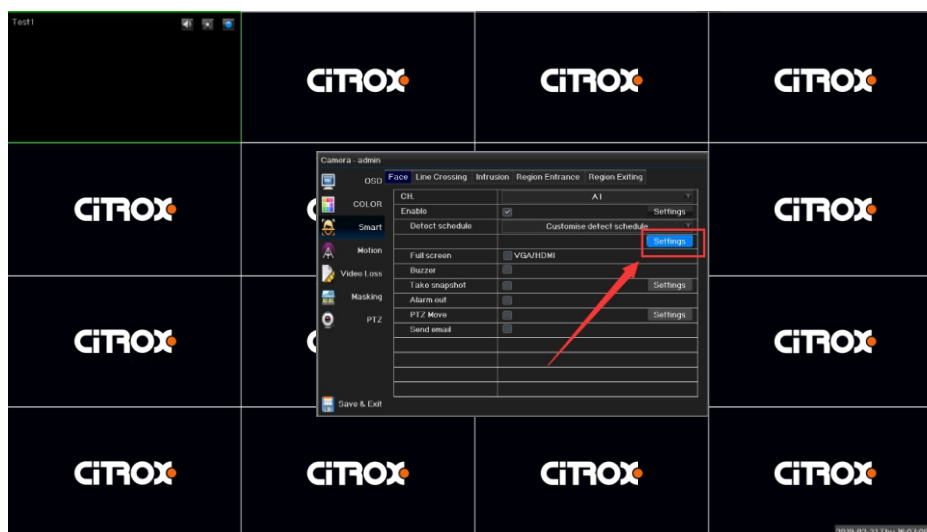 Test1
CiTROX CiTROX CiTROX
Camera - admin
OSD Face Line Crossing Intrusion Region Entrance Region Exiting
COLOR CH. A1
Enable Settings
Smart Detect schedule Customise detect schedule
Settings
Motion Full screen VGA/HDMI
Video Loss Buzzer
Take snapshot Settings
Masking Alarm out
PTZ PTZ Move Settings
Send email
Save & Exit
CiTROX CiTROX
CiTROX CiTROX
CiTROX CiTROX CiTROX CiTROX